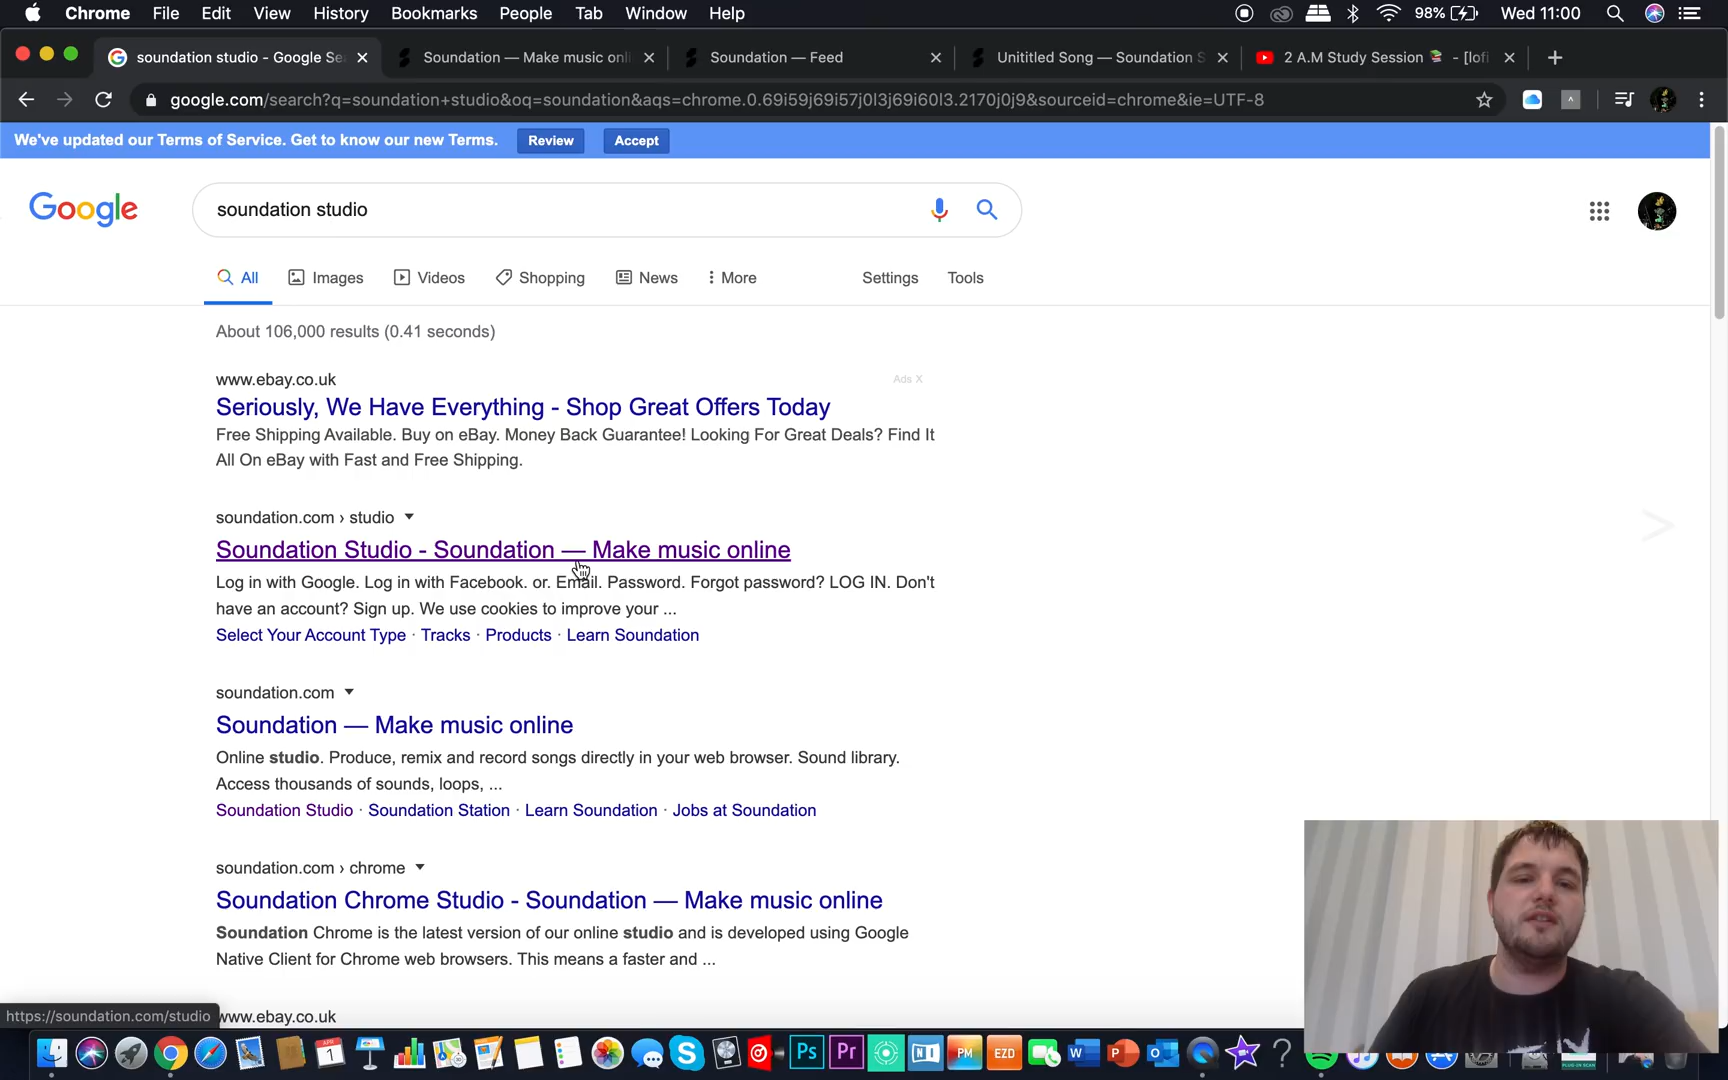 Chrome File Edit View History Bookmarks People Tab Window Help 98% Wed 11:00
soundation studio - Google Se Soundation — Make music onli Soundation — Feed Untitled Song — Soundation S 2 A.M Study Session - [lofi
google.com/search?q=soundation+studio&oq=soundation&aqs=chrome.0.69i59j69i57j0l3j69i60l3.2170j0j9&sourceid=chrome&ie=UTF-8
We've updated our Terms of Service. Get to know our new Terms. Review Accept
Google soundation studio
All Images Videos Shopping News More Settings Tools
About 106,000 results (0.41 seconds)
www.ebay.co.uk Ads X
Seriously, We Have Everything - Shop Great Offers Today
Free Shipping Available. Buy on eBay. Money Back Guarantee! Looking For Great Deals? Find It
All On eBay with Fast and Free Shipping.
soundation.com › studio
Soundation Studio - Soundation — Make music online
Log in with Google. Log in with Facebook. or. Email. Password. Forgot password? LOG IN. Don't
have an account? Sign up. We use cookies to improve your ...
Select Your Account Type · Tracks · Products · Learn Soundation
soundation.com
Soundation — Make music online
Online studio. Produce, remix and record songs directly in your web browser. Sound library.
Access thousands of sounds, loops, ...
Soundation Studio · Soundation Station · Learn Soundation · Jobs at Soundation
soundation.com › chrome
Soundation Chrome Studio - Soundation — Make music online
Soundation Chrome is the latest version of our online studio and is developed using Google
Native Client for Chrome web browsers. This means a faster and ...
https://soundation.com/studio www.ebay.co.uk
APR 1 Ps Pr NI PM EZD W P